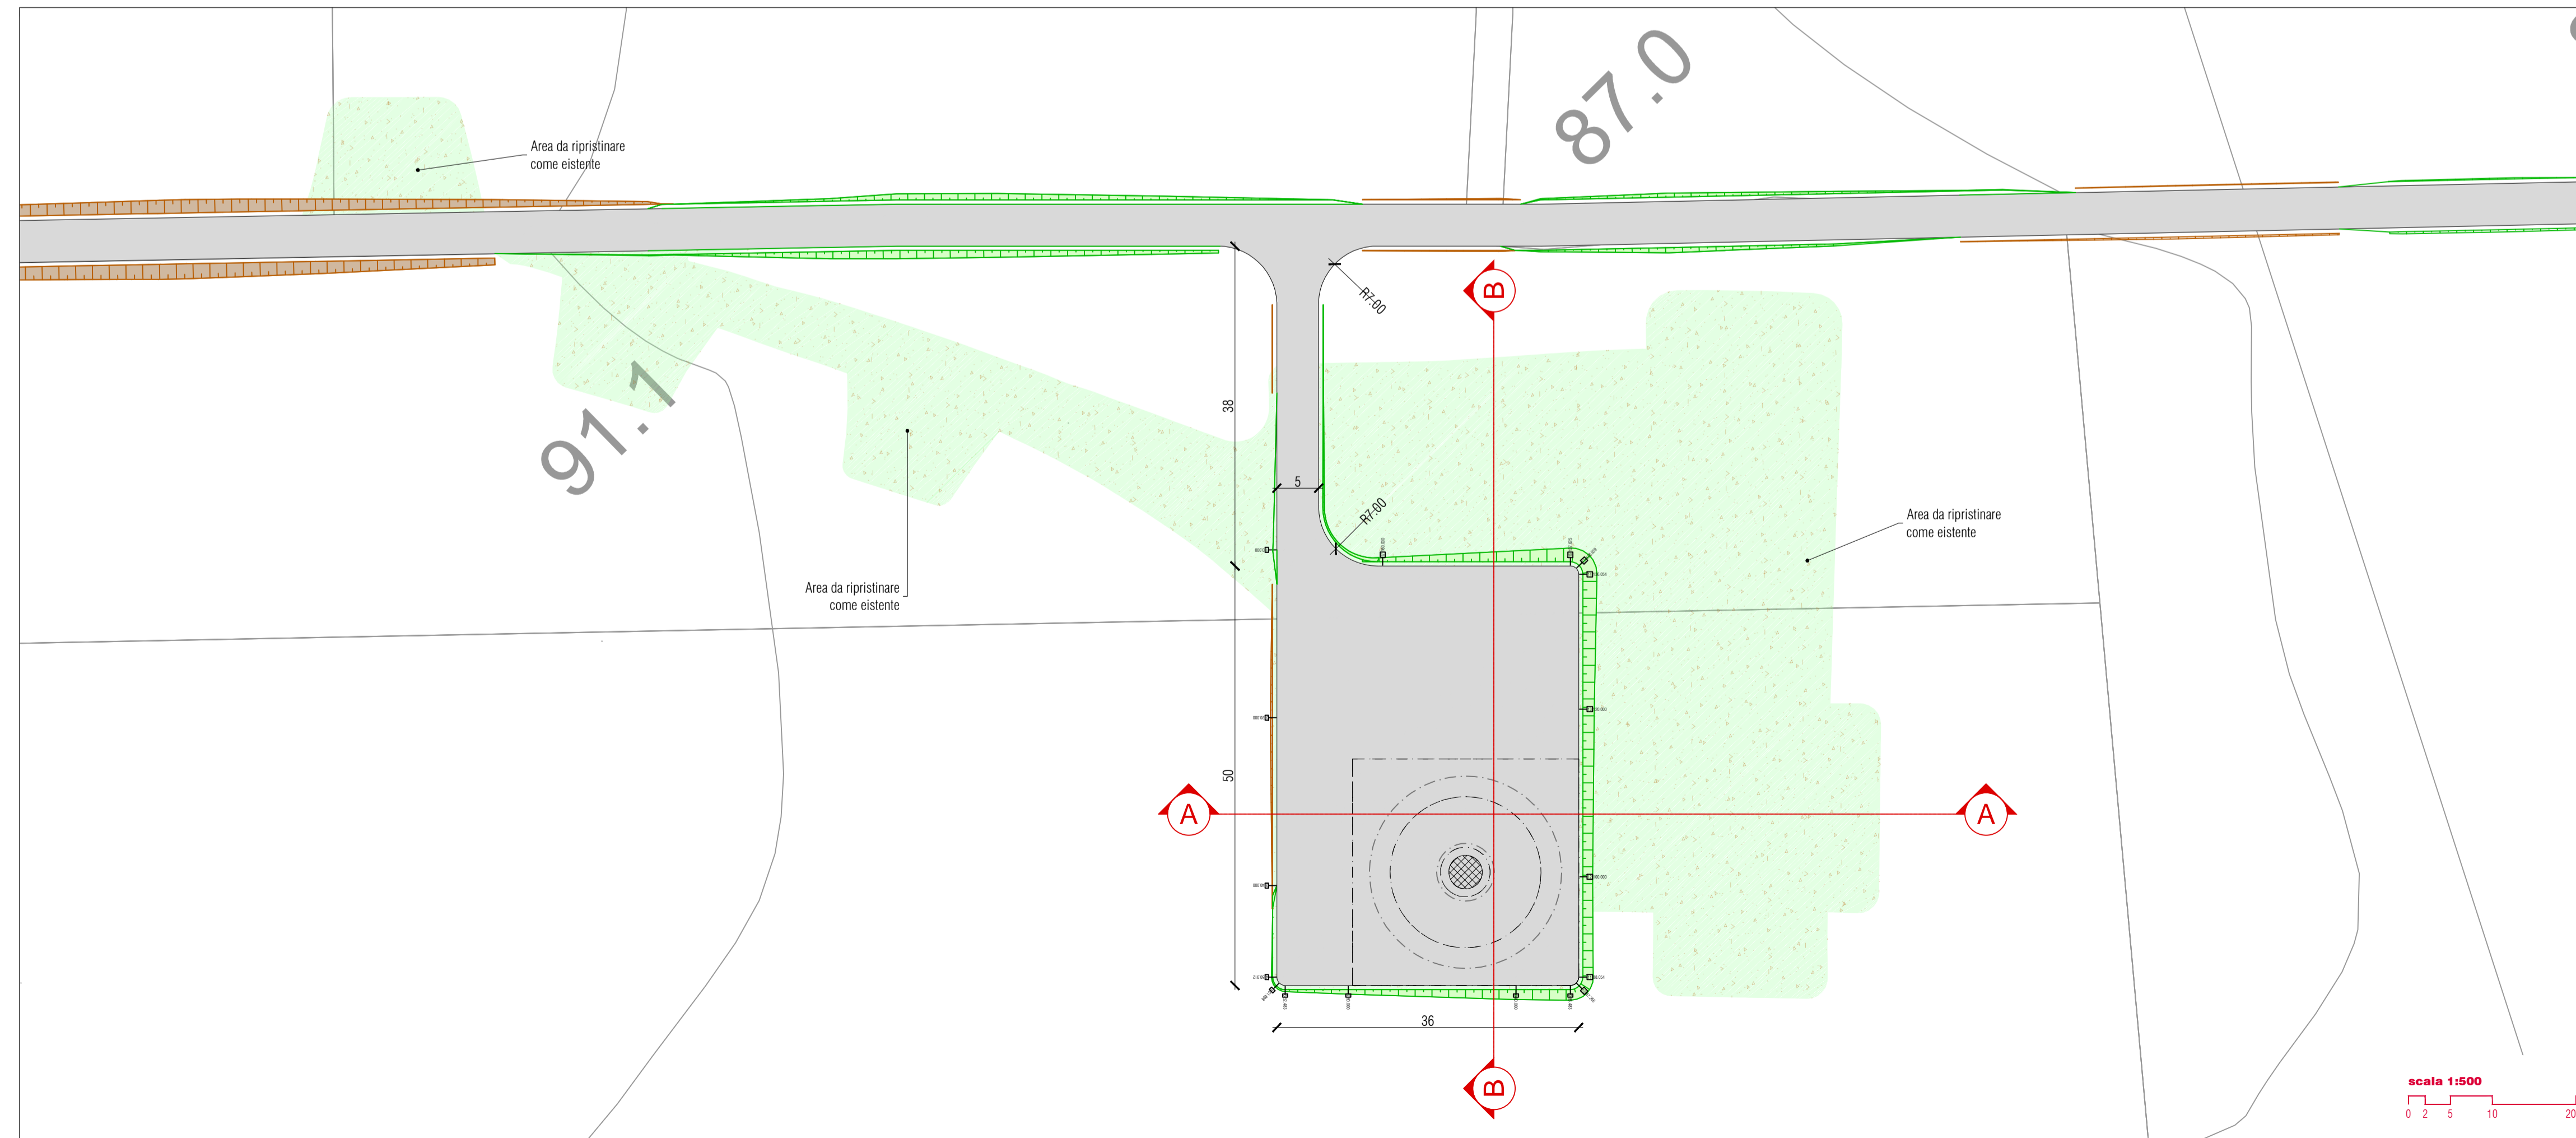 87.0
Area da ripristinare
come eistente
B
R7.00
38
91.1
5
R7.00
Area da ripristinare
come eistente
Area da ripristinare
come eistente
50
A
A
36
B
scala 1:500
0 2 5 10 20